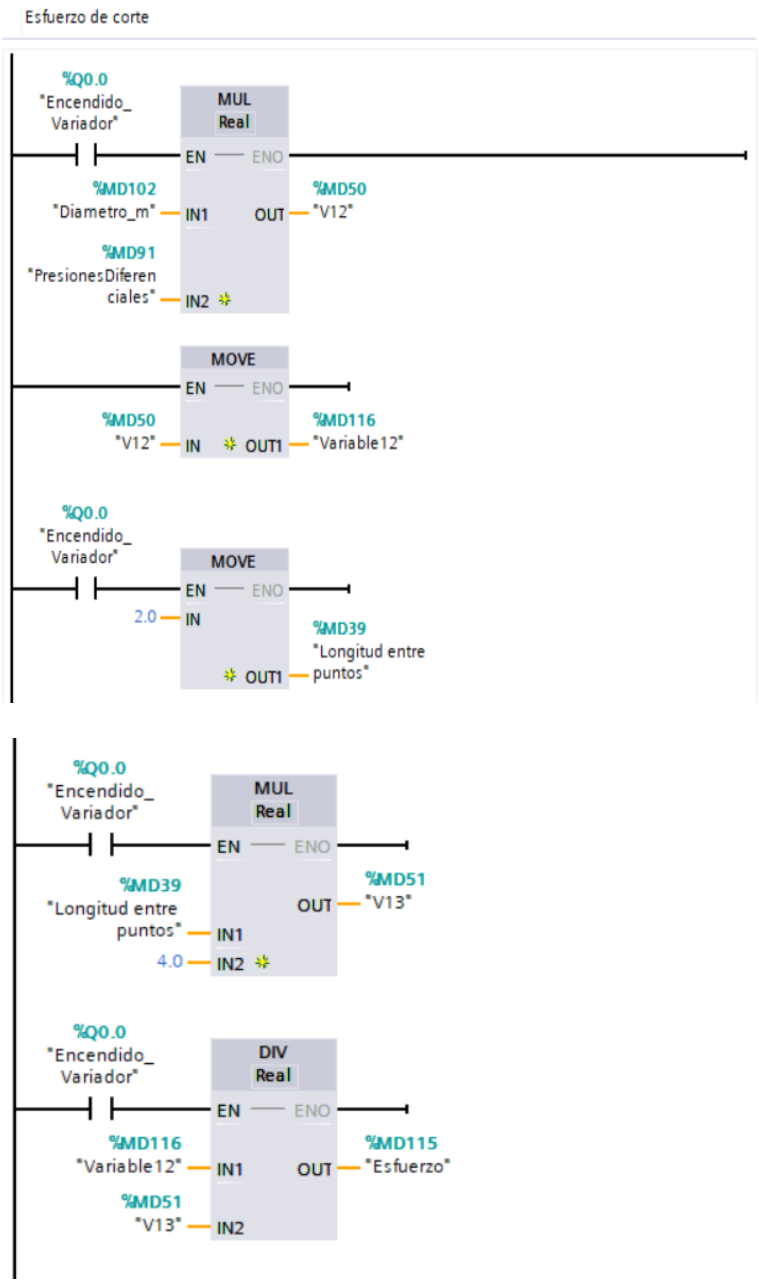 Esfuerzo de corte
%Q0.0
"Encendido_
Variador"
MUL
Real
EN
ENO
%MD102
"Diametro_m"
IN1
OUT
%MD50
"V12"
%MD91
"PresionesDiferen
ciales"
IN2
MOVE
EN
ENO
%MD50
"V12"
IN
OUT1
%MD116
"Variable12"
%Q0.0
"Encendido_
Variador"
MOVE
EN
ENO
2.0
IN
%MD39
"Longitud entre
puntos"
OUT1
%Q0.0
"Encendido_
Variador"
MUL
Real
EN
ENO
%MD39
"Longitud entre
puntos"
IN1
OUT
%MD51
"V13"
4.0
IN2
%Q0.0
"Encendido_
Variador"
DIV
Real
EN
ENO
%MD116
"Variable12"
IN1
OUT
%MD115
"Esfuerzo"
%MD51
"V13"
IN2